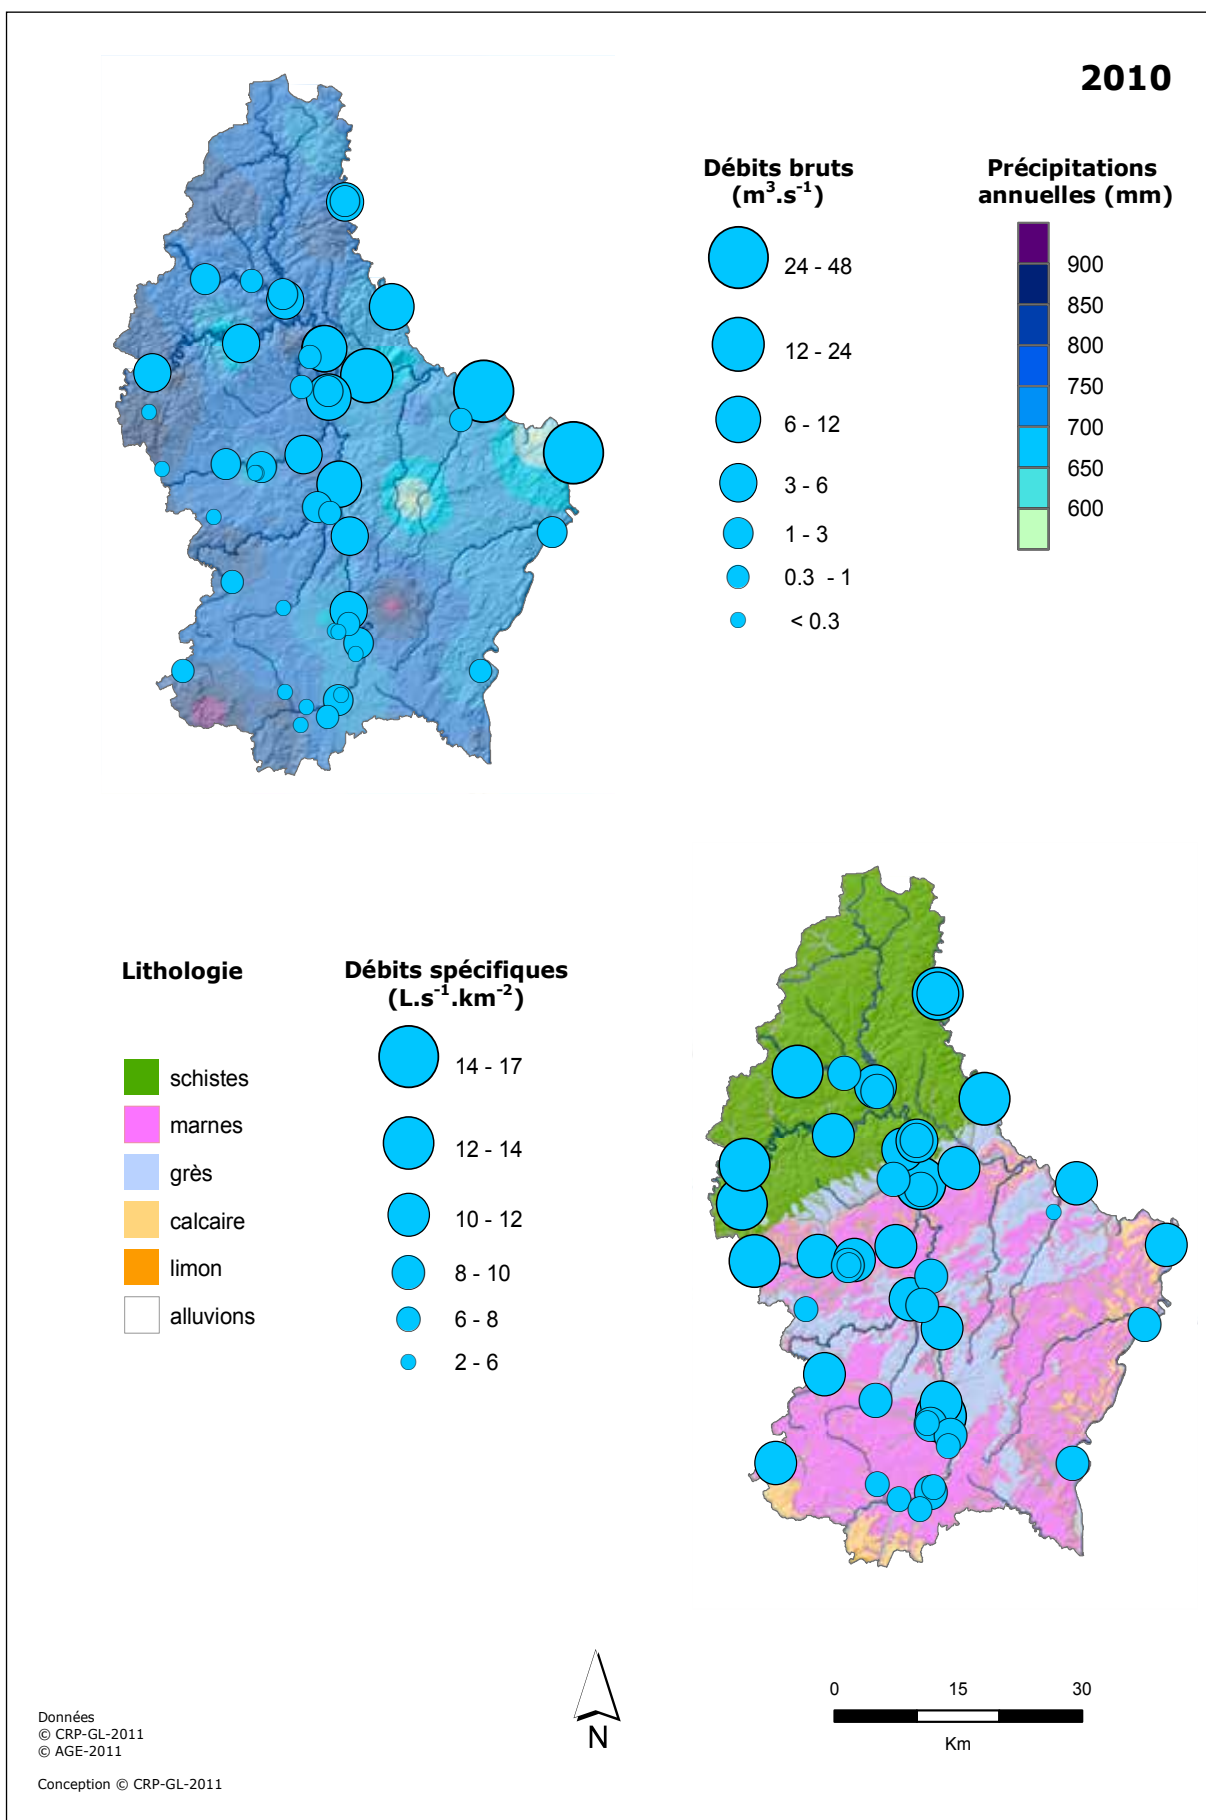 2010
Débits bruts
(m³.s⁻¹)
24 - 48
12 - 24
6 - 12
3 - 6
1 - 3
0.3 - 1
< 0.3
Précipitations
annuelles (mm)
900
850
800
750
700
650
600
Lithologie
schistes
marnes
grès
calcaire
limon
alluvions
Débits spécifiques
(L.s⁻¹.km⁻²)
14 - 17
12 - 14
10 - 12
8 - 10
6 - 8
2 - 6
N
0 15 30
Km
Données
© CRP-GL-2011
© AGE-2011
Conception © CRP-GL-2011